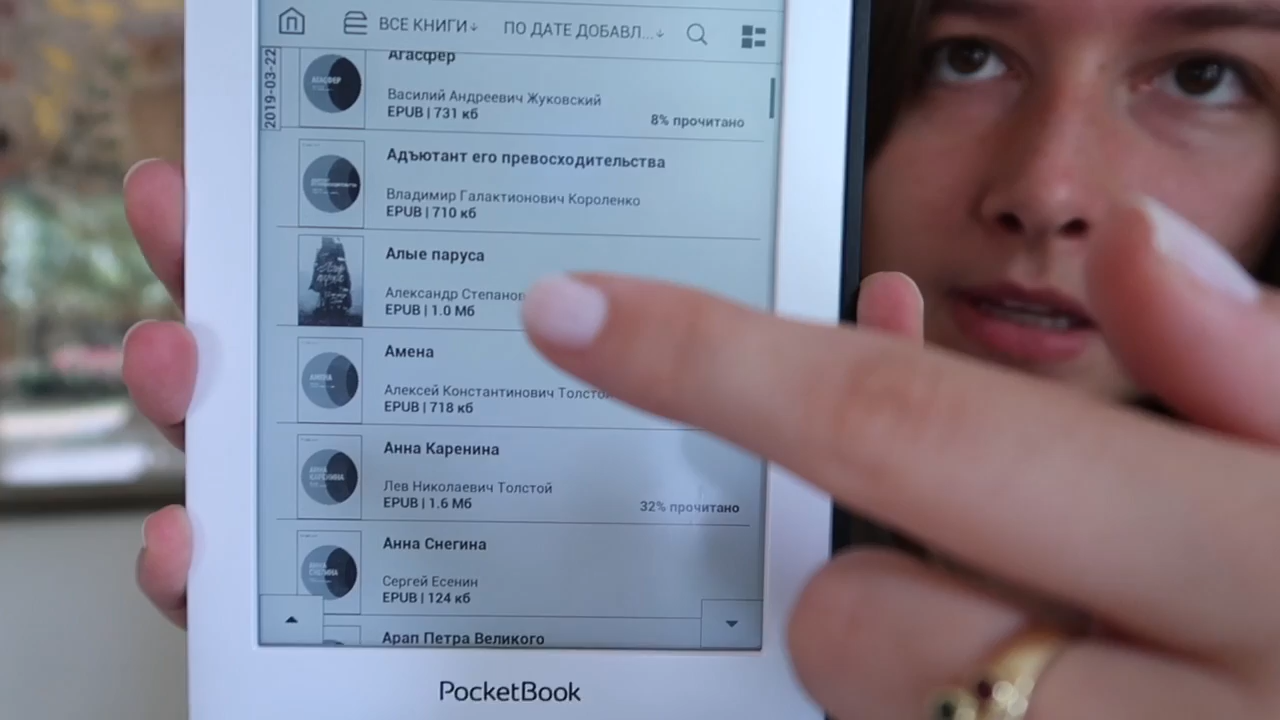 ВСЕ КНИГИ↓ ПО ДАТЕ ДОБАВЛ...↓
2019-03-22
Агасфер
Василий Андреевич Жуковский
EPUB | 731 кб
8% прочитано
Адъютант его превосходительства
Владимир Галактионович Короленко
EPUB | 710 кб
Алые паруса
Александр
EPUB | 1.0 Мб
Амена
Алексей Константинович
EPUB | 718 кб
Анна Каренина
Лев Николаевич Толстой
EPUB | 1.6 Мб
32% прочитано
Анна Снегина
Сергей Есенин
EPUB | 124 кб
Арап Петра Великого
PocketBook